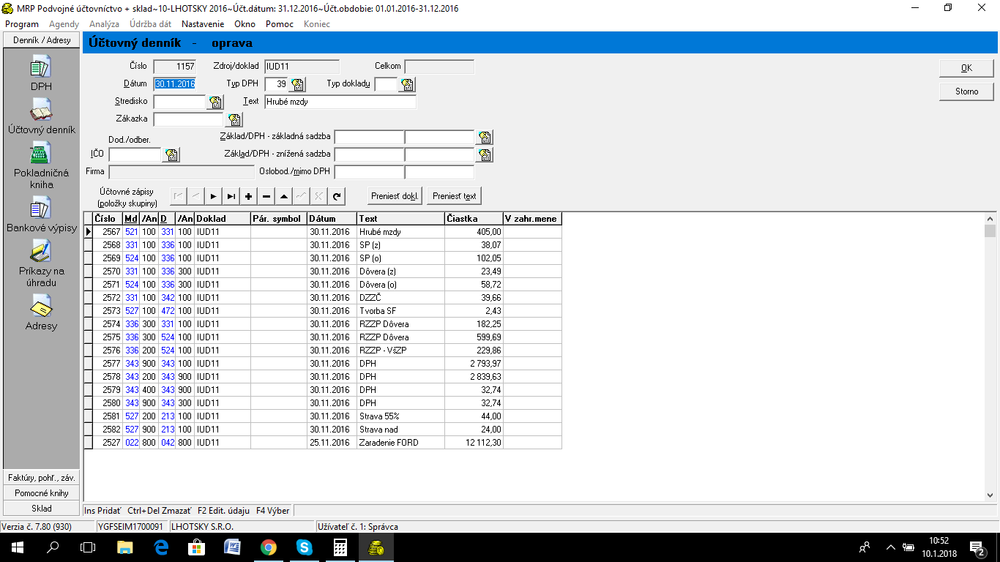 MRP Podvojné účtovníctvo + sklad~10-LHOTSKY 2016~Účt.dátum: 31.12.2016~Účt.obdobie: 01.01.2016-31.12.2016
Program Agendy Analýza Údržba dát Nastavenie Okno Pomoc Koniec
Denník / Adresy
DPH
Účtovný denník
Pokladničná
kniha
Bankové výpisy
Príkazy na
úhradu
Adresy
Faktúry, pohľ., záv.
Pomocné knihy
Sklad
Účtovný denník - oprava
Číslo 1157 Zdroj/doklad IUD11 Celkom
Dátum 30.11.2016 Typ DPH 39 Typ dokladu
Stredisko Text Hrubé mzdy
Zákazka
OK
Storno
Dod./odber. Základ/DPH - základná sadzba
IČO Základ/DPH - znížená sadzba
Firma Oslobod./mimo DPH
Účtovné zápisy
(položky skupiny)
Preniesť dokl. Preniesť text
Číslo Md /An D /An Doklad Pár. symbol Dátum Text Čiastka V zahr.mene
2567 521 100 331 100 IUD11 30.11.2016 Hrubé mzdy 405,00
2568 331 100 336 100 IUD11 30.11.2016 SP (z) 38,07
2569 524 100 336 100 IUD11 30.11.2016 SP (o) 102,05
2570 331 100 336 300 IUD11 30.11.2016 Dôvera (z) 23,49
2571 524 100 336 300 IUD11 30.11.2016 Dôvera (o) 58,72
2572 331 100 342 100 IUD11 30.11.2016 DZZČ 39,66
2573 527 100 472 100 IUD11 30.11.2016 Tvorba SF 2,43
2574 336 300 331 100 IUD11 30.11.2016 RZZP Dôvera 182,25
2575 336 300 524 100 IUD11 30.11.2016 RZZP Dôvera 599,69
2576 336 200 524 100 IUD11 30.11.2016 RZZP - VšZP 229,86
2577 343 900 343 100 IUD11 30.11.2016 DPH 2 793,97
2578 343 200 343 900 IUD11 30.11.2016 DPH 2 839,63
2579 343 400 343 900 IUD11 30.11.2016 DPH 32,74
2580 343 900 343 300 IUD11 30.11.2016 DPH 32,74
2581 527 200 213 100 IUD11 30.11.2016 Strava 55% 44,00
2582 527 900 213 100 IUD11 30.11.2016 Strava nad 24,00
2527 022 800 042 800 IUD11 25.11.2016 Zaradenie FORD 12 112,30
Ins Pridať Ctrl+Del Zmazať F2 Edit. údaju F4 Výber
Verzia č. 7.80 (930) YGFSEIM1700091 LHOTSKY S.R.O. Užívateľ č. 1: Správca
10:52
10.1.2018
2